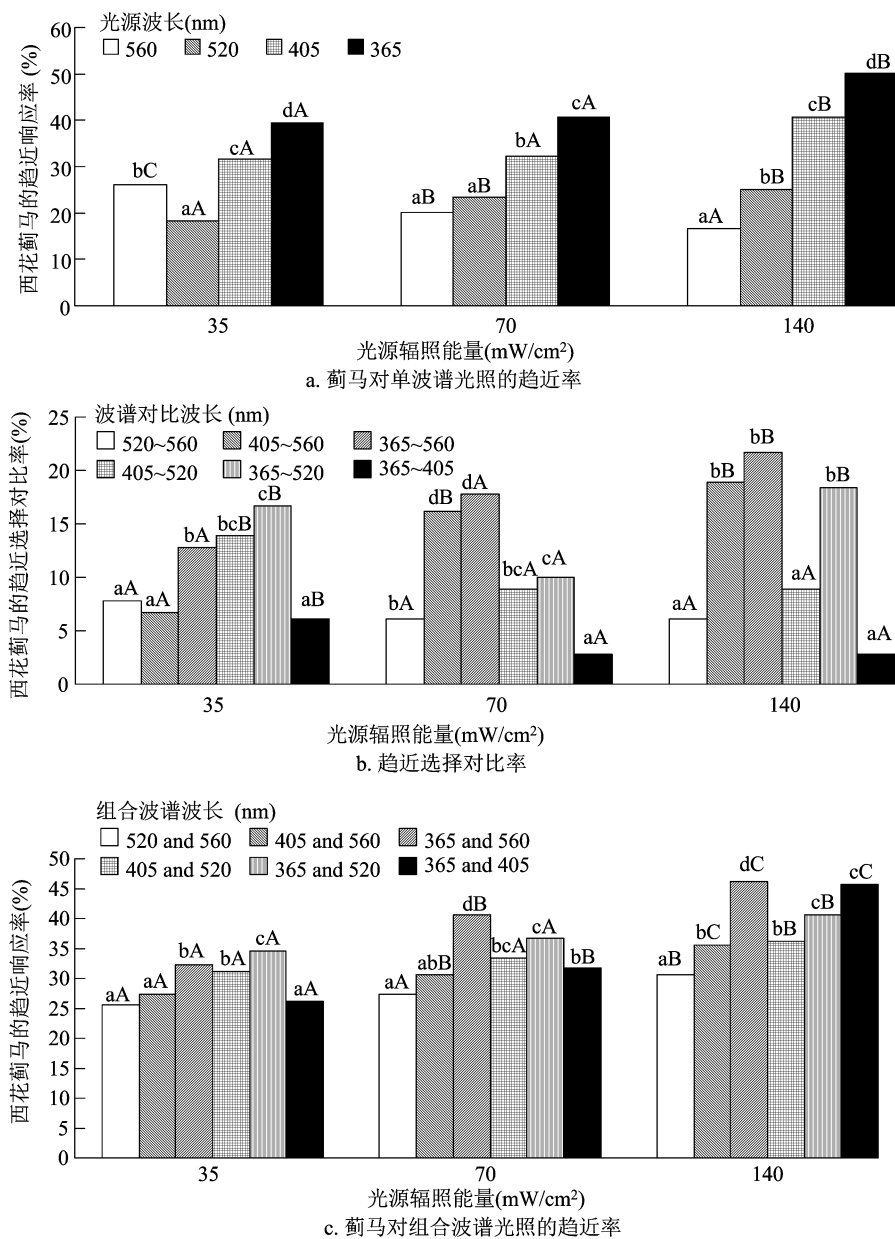 光源波长(nm)
560 520 405 365
西花蓟马的趋近响应率 (%)
60
50
40
30
20
10
0
bC aA cA dA
aB aB bA cA
aA bB cB dB
35 70 140
光源辐照能量(mW/cm²)
a. 蓟马对单波谱光照的趋近率
波谱对比波长 (nm)
520~560 405~560 365~560
405~520 365~520 365~405
西花蓟马的趋近选择对比率(%)
25
20
15
10
5
0
aA aA bA bcB cB aB
bA dB dA bcA cA aA
aA bB bB aA bB aA
35 70 140
光源辐照能量(mW/cm²)
b. 趋近选择对比率
组合波谱波长 (nm)
520 and 560 405 and 560 365 and 560
405 and 520 365 and 520 365 and 405
西花蓟马的趋近响应率(%)
50
45
40
35
30
25
20
15
10
5
0
aA aA bA bA cA aA
aA abB dB bcA cA bB
aB bC dC bB cB cC
35 70 140
光源辐照能量(mW/cm²)
c. 蓟马对组合波谱光照的趋近率